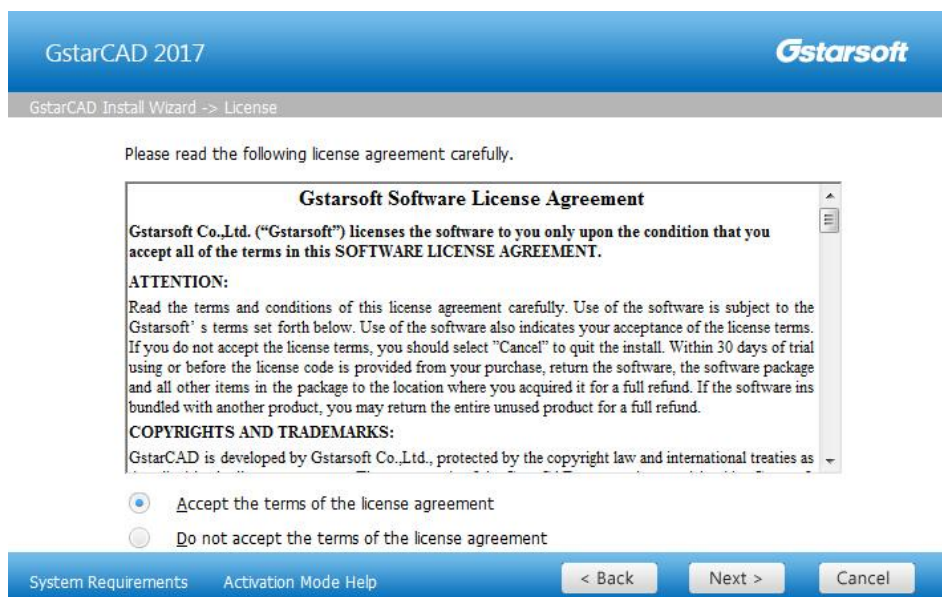 GstarCAD 2017
Gstarsoft
GstarCAD Install Wizard -> License
Please read the following license agreement carefully.
Gstarsoft Software License Agreement
Gstarsoft Co.,Ltd. (“Gstarsoft”) licenses the software to you only upon the condition that you
accept all of the terms in this SOFTWARE LICENSE AGREEMENT.
ATTENTION:
Read the terms and conditions of this license agreement carefully. Use of the software is subject to the
Gstarsoft’ s terms set forth below. Use of the software also indicates your acceptance of the license terms.
If you do not accept the license terms, you should select ”Cancel” to quit the install. Within 30 days of trial
using or before the license code is provided from your purchase, return the software, the software package
and all other items in the package to the location where you acquired it for a full refund. If the software ins
bundled with another product, you may return the entire unused product for a full refund.
COPYRIGHTS AND TRADEMARKS:
GstarCAD is developed by Gstarsoft Co.,Ltd., protected by the copyright law and international treaties as
Accept the terms of the license agreement
Do not accept the terms of the license agreement
System Requirements
Activation Mode Help
< Back
Next >
Cancel